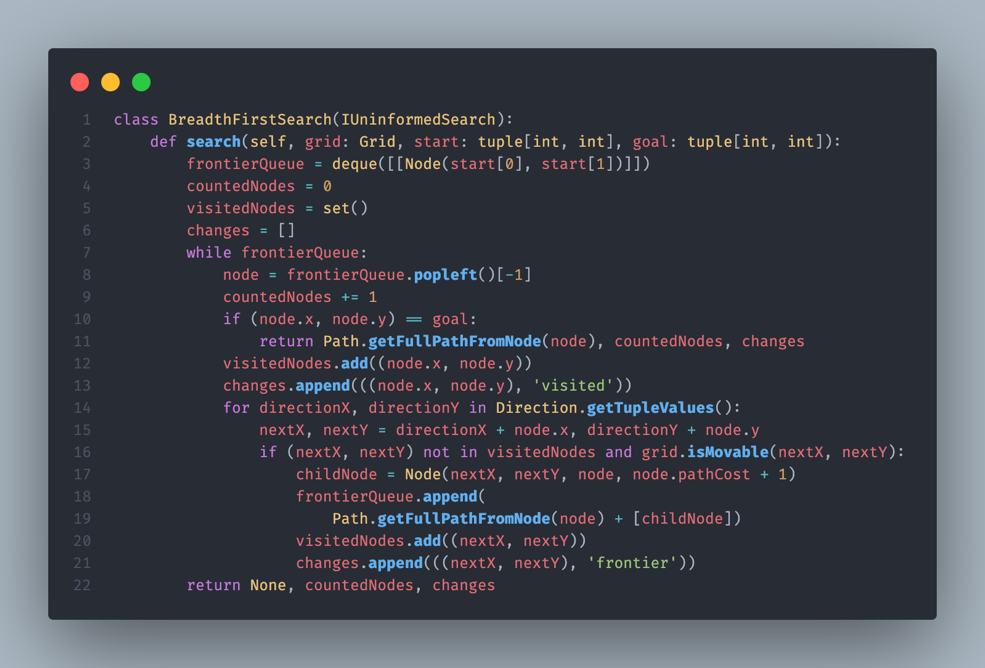 1 class BreadthFirstSearch(IUninformedSearch):
2     def search(self, grid: Grid, start: tuple[int, int], goal: tuple[int, int]):
3         frontierQueue = deque([[Node(start[0], start[1])]])
4         countedNodes = 0
5         visitedNodes = set()
6         changes = []
7         while frontierQueue:
8             node = frontierQueue.popleft()[-1]
9             countedNodes += 1
10             if (node.x, node.y) == goal:
11                 return Path.getFullPathFromNode(node), countedNodes, changes
12             visitedNodes.add((node.x, node.y))
13             changes.append(((node.x, node.y), 'visited'))
14             for directionX, directionY in Direction.getTupleValues():
15                 nextX, nextY = directionX + node.x, directionY + node.y
16                 if (nextX, nextY) not in visitedNodes and grid.isMovable(nextX, nextY):
17                     childNode = Node(nextX, nextY, node, node.pathCost + 1)
18                     frontierQueue.append(
19                         Path.getFullPathFromNode(node) + [childNode])
20                     visitedNodes.add((nextX, nextY))
21                     changes.append(((nextX, nextY), 'frontier'))
22         return None, countedNodes, changes